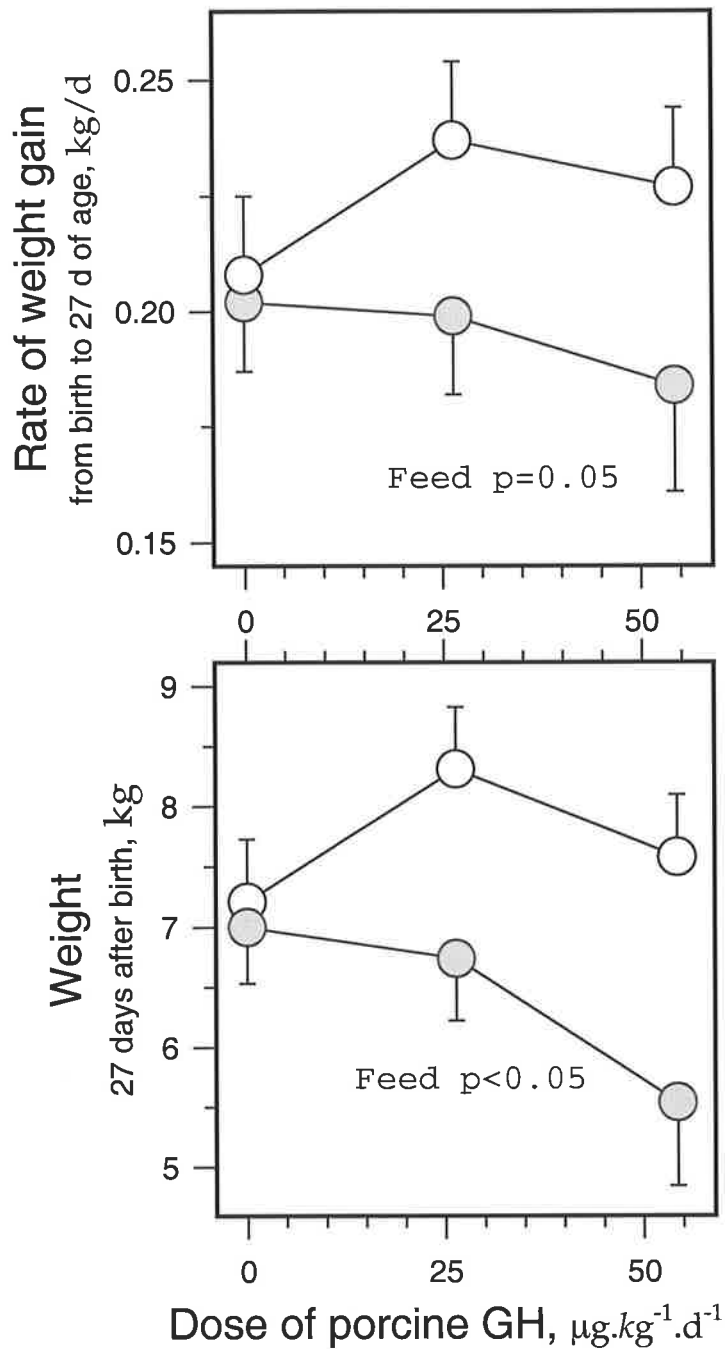 Rate of weight gain
from birth to 27 d of age, kg/d
0.25
0.20
0.15
Feed p=0.05
0 25 50
Weight
27 days after birth, kg
9
8
7
6
5
Feed p<0.05
0 25 50
Dose of porcine GH, μg.kg⁻¹.d⁻¹